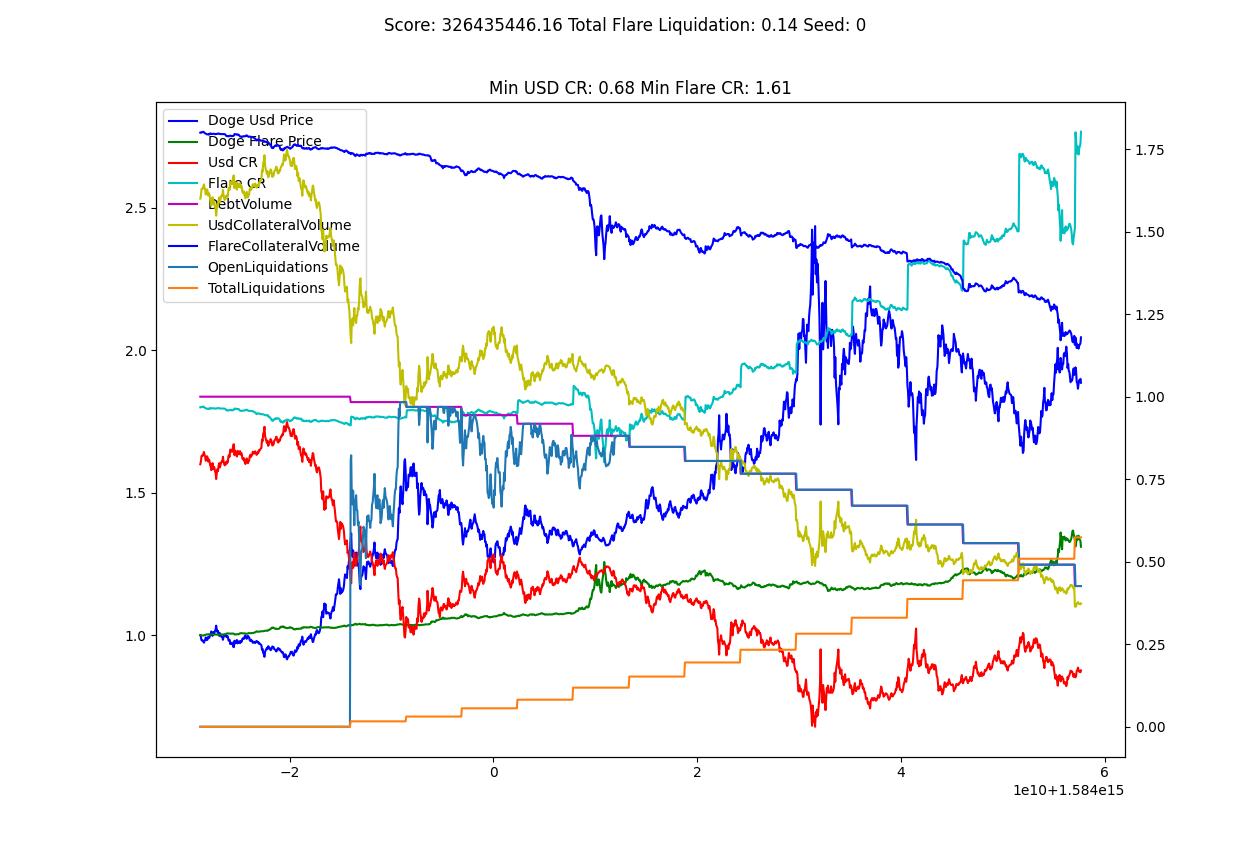 Score: 326435446.16 Total Flare Liquidation: 0.14 Seed: 0
Min USD CR: 0.68 Min Flare CR: 1.61
Doge Usd Price
Doge Flare Price
Usd CR
Flare CR
DebtVolume
UsdCollateralVolume
FlareCollateralVolume
OpenLiquidations
TotalLiquidations
2.5
2.0
1.5
1.0
1.75
1.50
1.25
1.00
0.75
0.50
0.25
0.00
−2
0
2
4
6
1e10+1.584e15